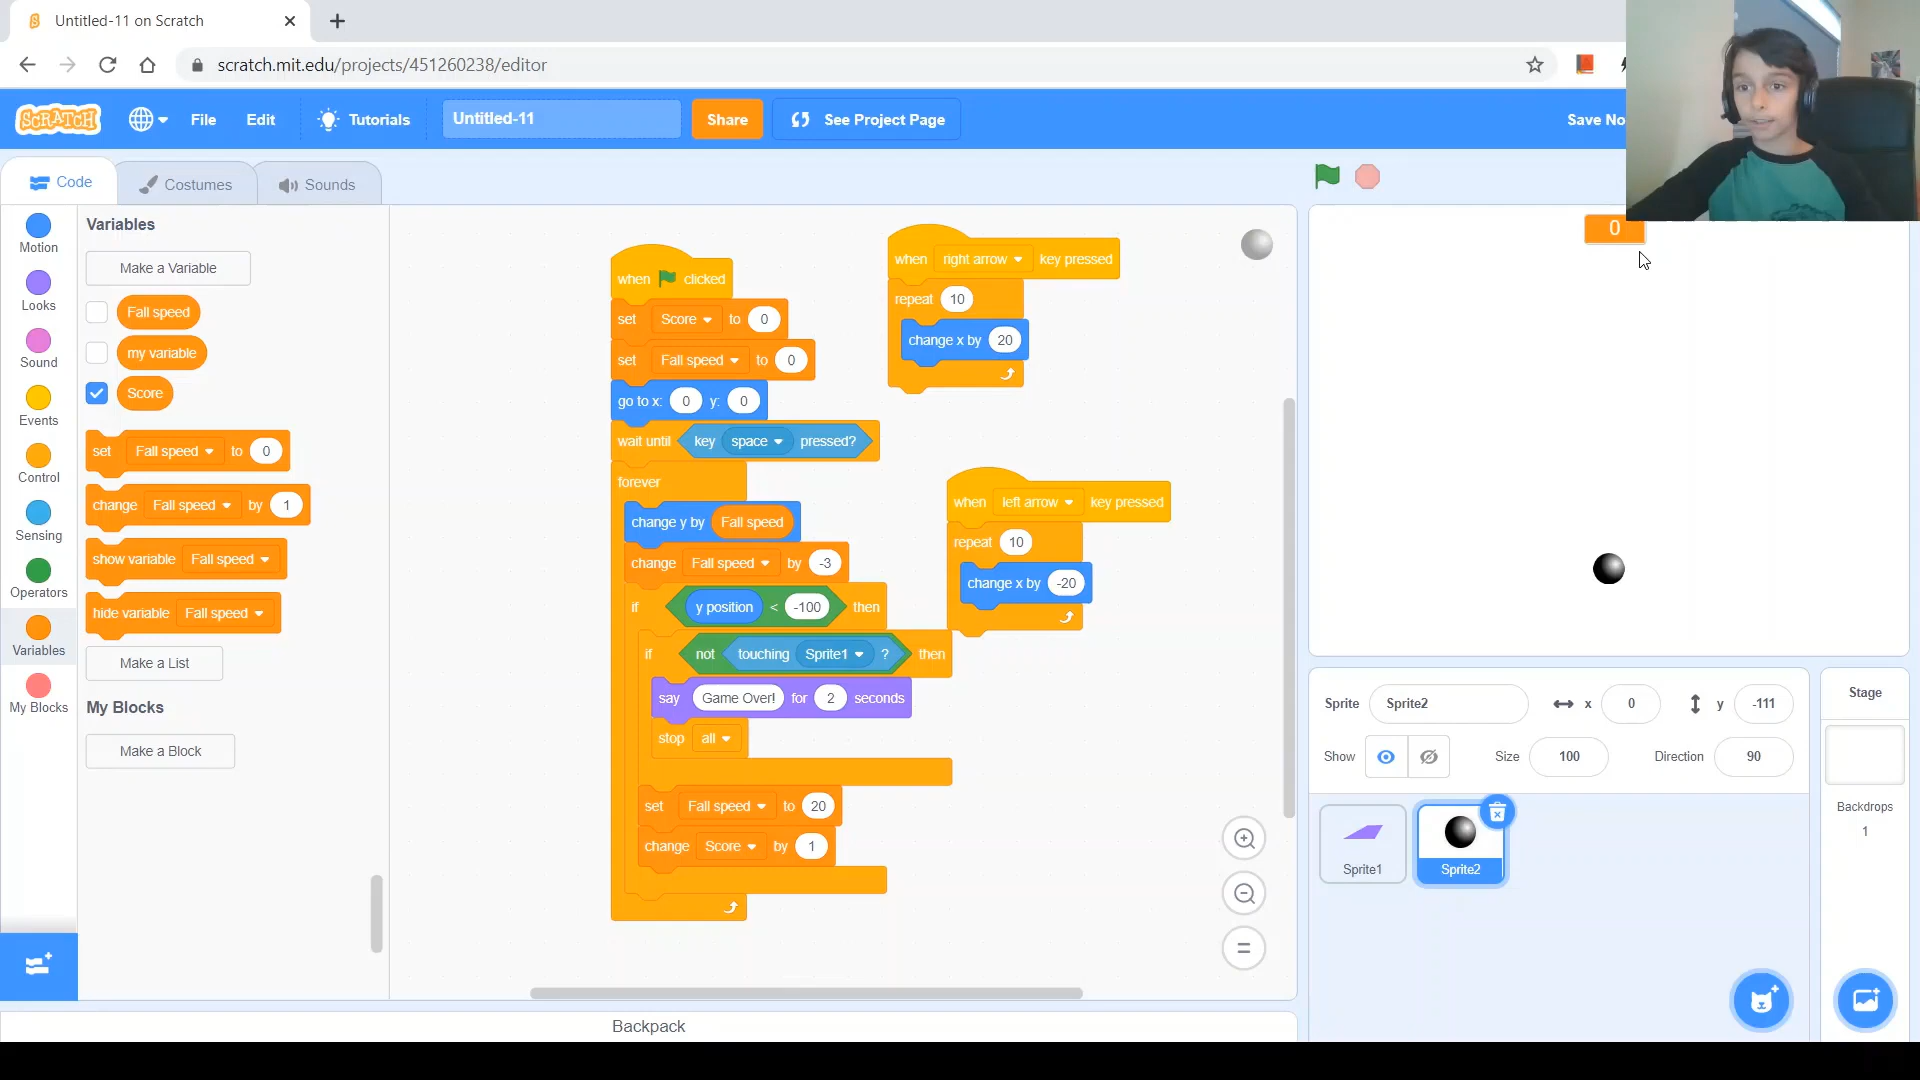 Untitled-11 on Scratch
scratch.mit.edu/projects/451260238/editor
SCRATCH
File
Edit
Tutorials
Untitled-11
Share
See Project Page
Save No
Code
Costumes
Sounds
Motion
Looks
Sound
Events
Control
Sensing
Operators
Variables
My Blocks
Variables
Make a Variable
Fall speed
my variable
Score
set Fall speed to 0
change Fall speed by 1
show variable Fall speed
hide variable Fall speed
Make a List
My Blocks
Make a Block
when clicked
set Score to 0
set Fall speed to 0
go to x: 0 y: 0
wait until key space pressed?
forever
change y by Fall speed
change Fall speed by -3
if y position < -100 then
if not touching Sprite1 ? then
say Game Over! for 2 seconds
stop all
set Fall speed to 20
change Score by 1
when right arrow key pressed
repeat 10
change x by 20
when left arrow key pressed
repeat 10
change x by -20
Backpack
0
Sprite Sprite2 x 0 y -111
Show Size 100 Direction 90
Sprite1
Sprite2
Stage
Backdrops
1